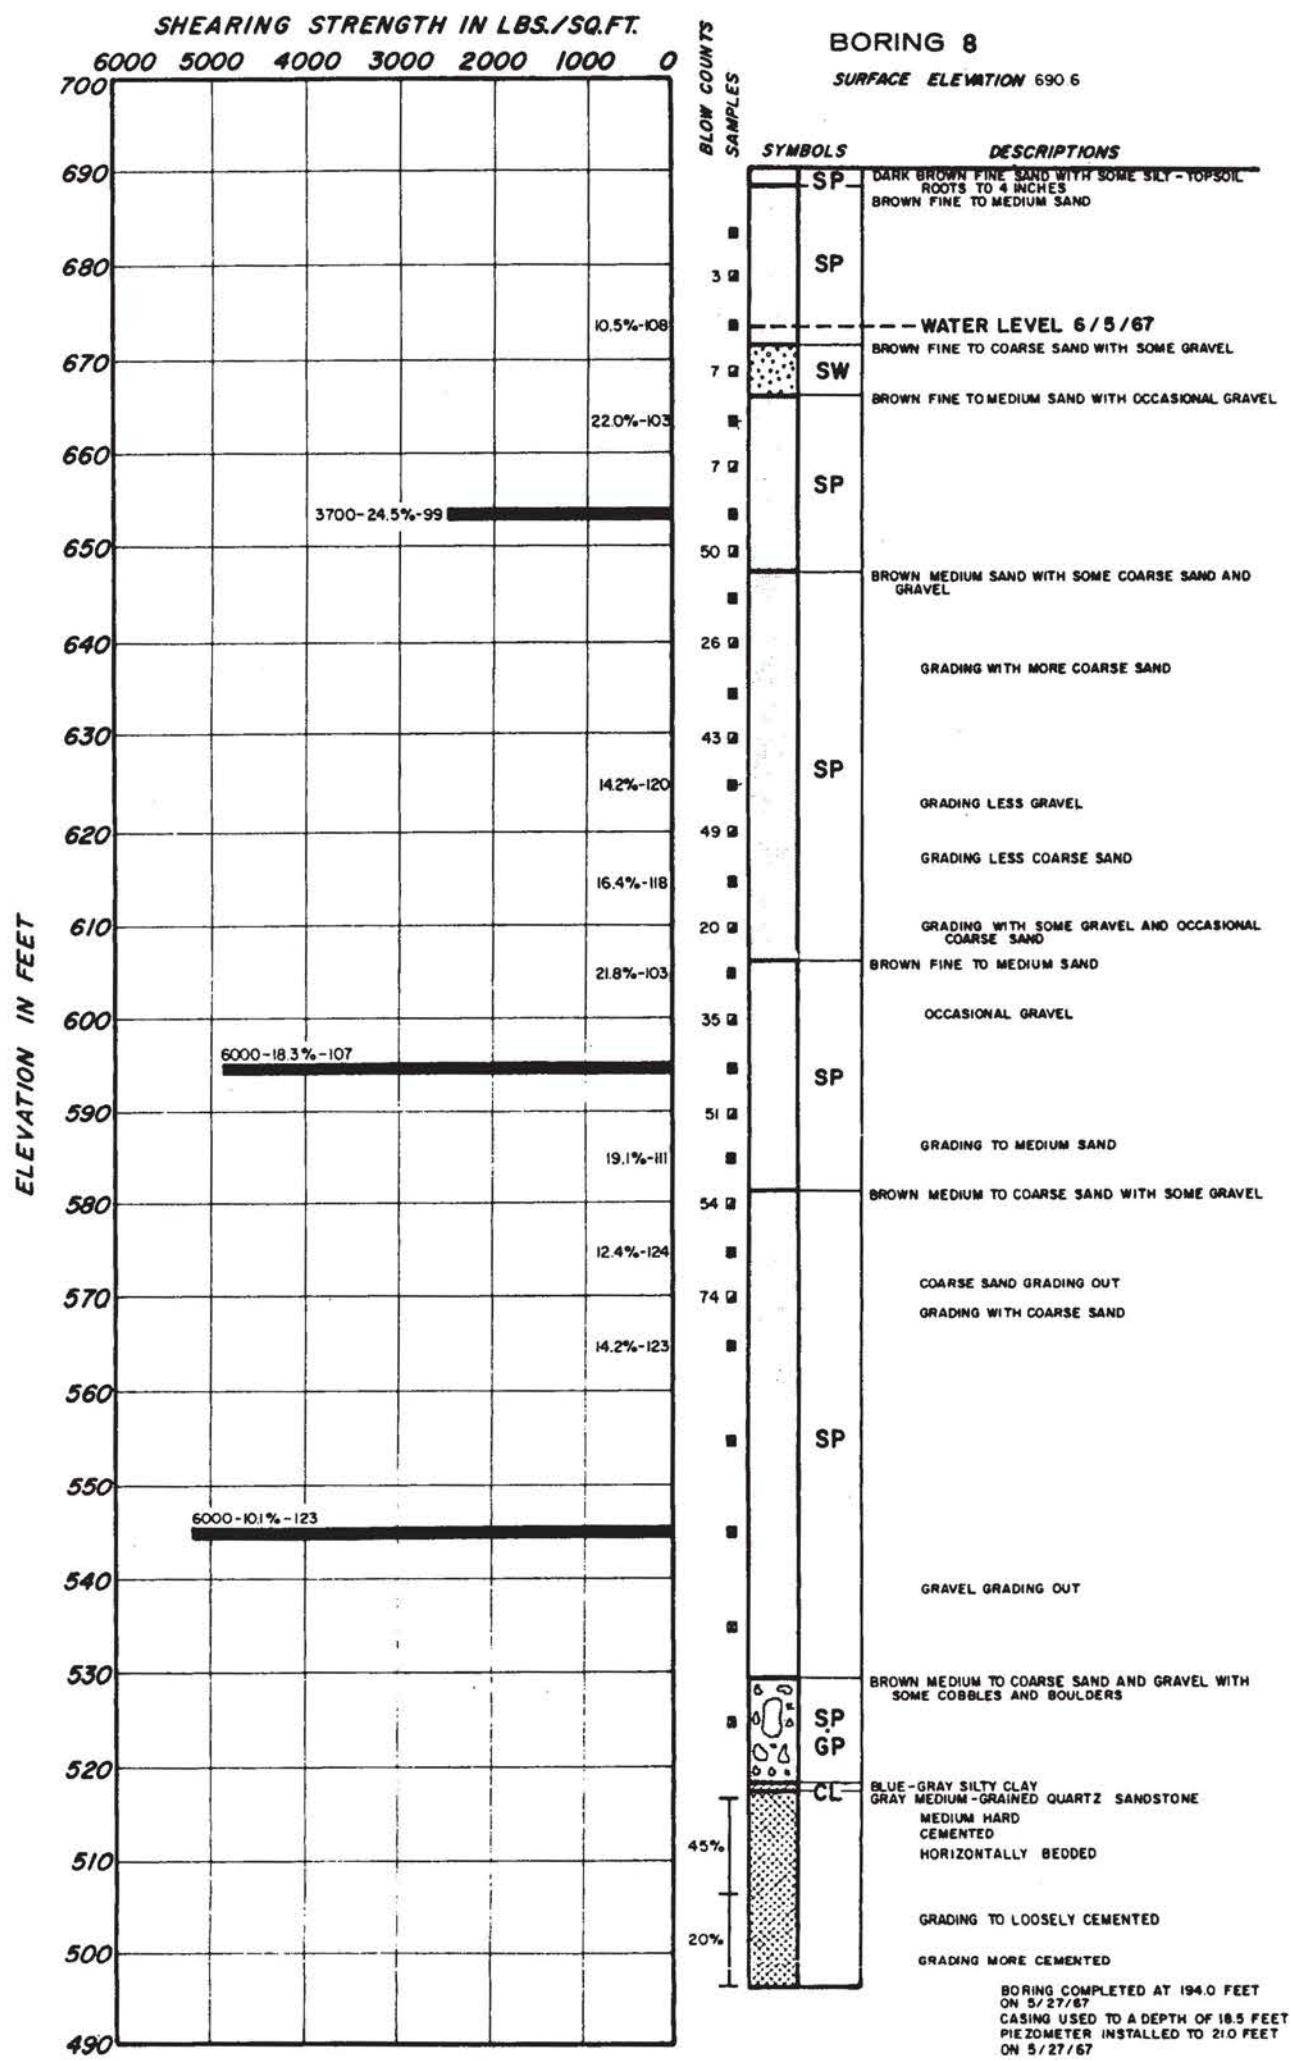 SHEARING STRENGTH IN LBS./SQ.FT.
6000 5000 4000 3000 2000 1000 0
BLOW COUNTS
SAMPLES
BORING 8
SURFACE ELEVATION 690 6
SYMBOLS
DESCRIPTIONS
ELEVATION IN FEET
700
690
SP
DARK BROWN FINE SAND WITH SOME SILT - TOPSOIL
ROOTS TO 4 INCHES
BROWN FINE TO MEDIUM SAND
680
3
SP
10.5%-108
WATER LEVEL 6/5/67
BROWN FINE TO COARSE SAND WITH SOME GRAVEL
670
7
SW
BROWN FINE TO MEDIUM SAND WITH OCCASIONAL GRAVEL
22.0%-103
660
7
SP
3700-24.5%-99
650
50
BROWN MEDIUM SAND WITH SOME COARSE SAND AND
GRAVEL
640
26
GRADING WITH MORE COARSE SAND
630
43
SP
14.2%-120
GRADING LESS GRAVEL
620
49
GRADING LESS COARSE SAND
16.4%-118
610
20
GRADING WITH SOME GRAVEL AND OCCASIONAL
COARSE SAND
BROWN FINE TO MEDIUM SAND
21.8%-103
600
35
OCCASIONAL GRAVEL
6000-18.3%-107
SP
590
51
GRADING TO MEDIUM SAND
19.1%-111
BROWN MEDIUM TO COARSE SAND WITH SOME GRAVEL
580
54
12.4%-124
COARSE SAND GRADING OUT
570
74
GRADING WITH COARSE SAND
14.2%-123
560
SP
550
6000-10.1%-123
540
GRAVEL GRADING OUT
530
BROWN MEDIUM TO COARSE SAND AND GRAVEL WITH
SOME COBBLES AND BOULDERS
SP
GP
520
CL
BLUE-GRAY SILTY CLAY
GRAY MEDIUM-GRAINED QUARTZ SANDSTONE
MEDIUM HARD
CEMENTED
45%
HORIZONTALLY BEDDED
510
GRADING TO LOOSELY CEMENTED
20%
500
GRADING MORE CEMENTED
BORING COMPLETED AT 194.0 FEET
ON 5/27/67
CASING USED TO A DEPTH OF 18.5 FEET
PIEZOMETER INSTALLED TO 21.0 FEET
ON 5/27/67
490